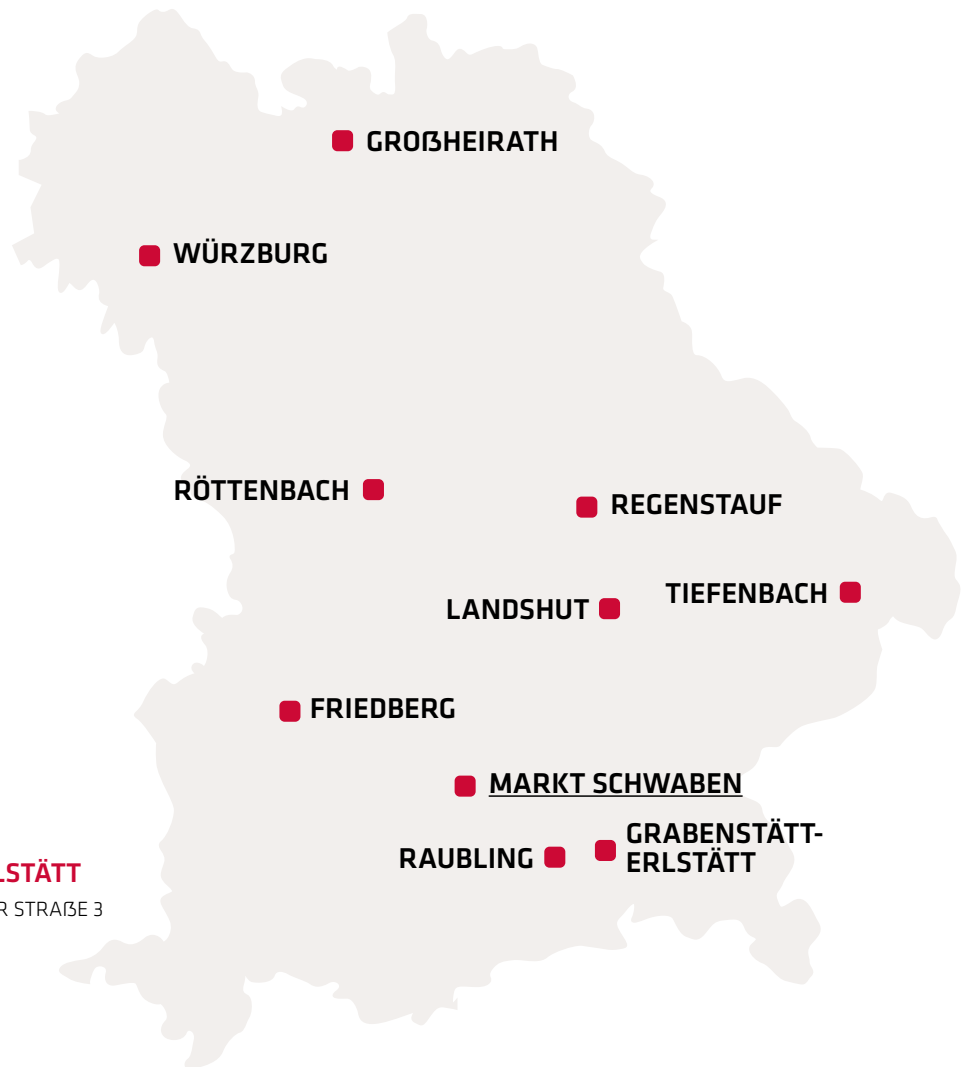 GROẞHEIRATH
WÜRZBURG
RÖTTENBACH
REGENSTAUF
TIEFENBACH
LANDSHUT
FRIEDBERG
MARKT SCHWABEN
GRABENSTÄTT-
ERLSTÄTT
RAUBLING
LSTÄTT
R STRAẞE 3